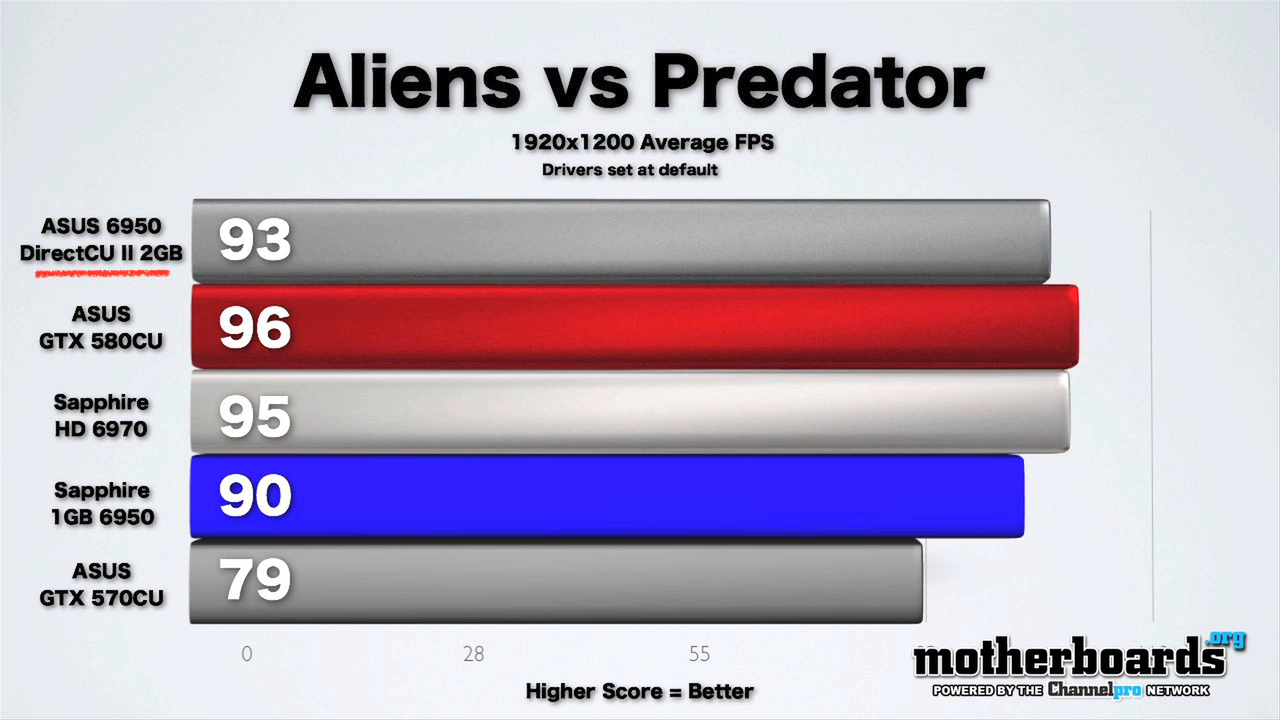 Aliens vs Predator
1920x1200 Average FPS
Drivers set at default
ASUS 6950
DirectCU II 2GB
93
ASUS
GTX 580CU
96
Sapphire
HD 6970
95
Sapphire
1GB 6950
90
ASUS
GTX 570CU
79
0 28 55
Higher Score = Better
motherboards.org
POWERED BY THE Channelpro NETWORK